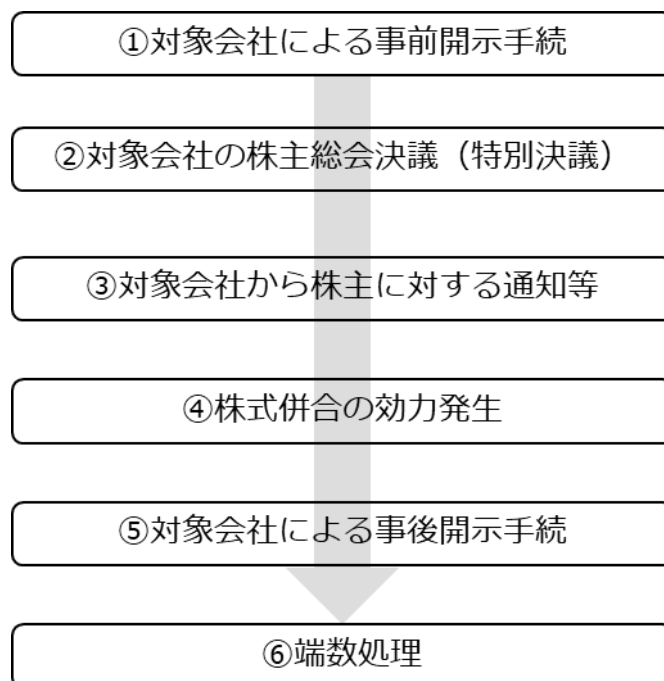 ①対象会社による事前開示手続
②対象会社の株主総会決議（特別決議）
③対象会社から株主に対する通知等
④株式併合の効力発生
⑤対象会社による事後開示手続
⑥端数処理